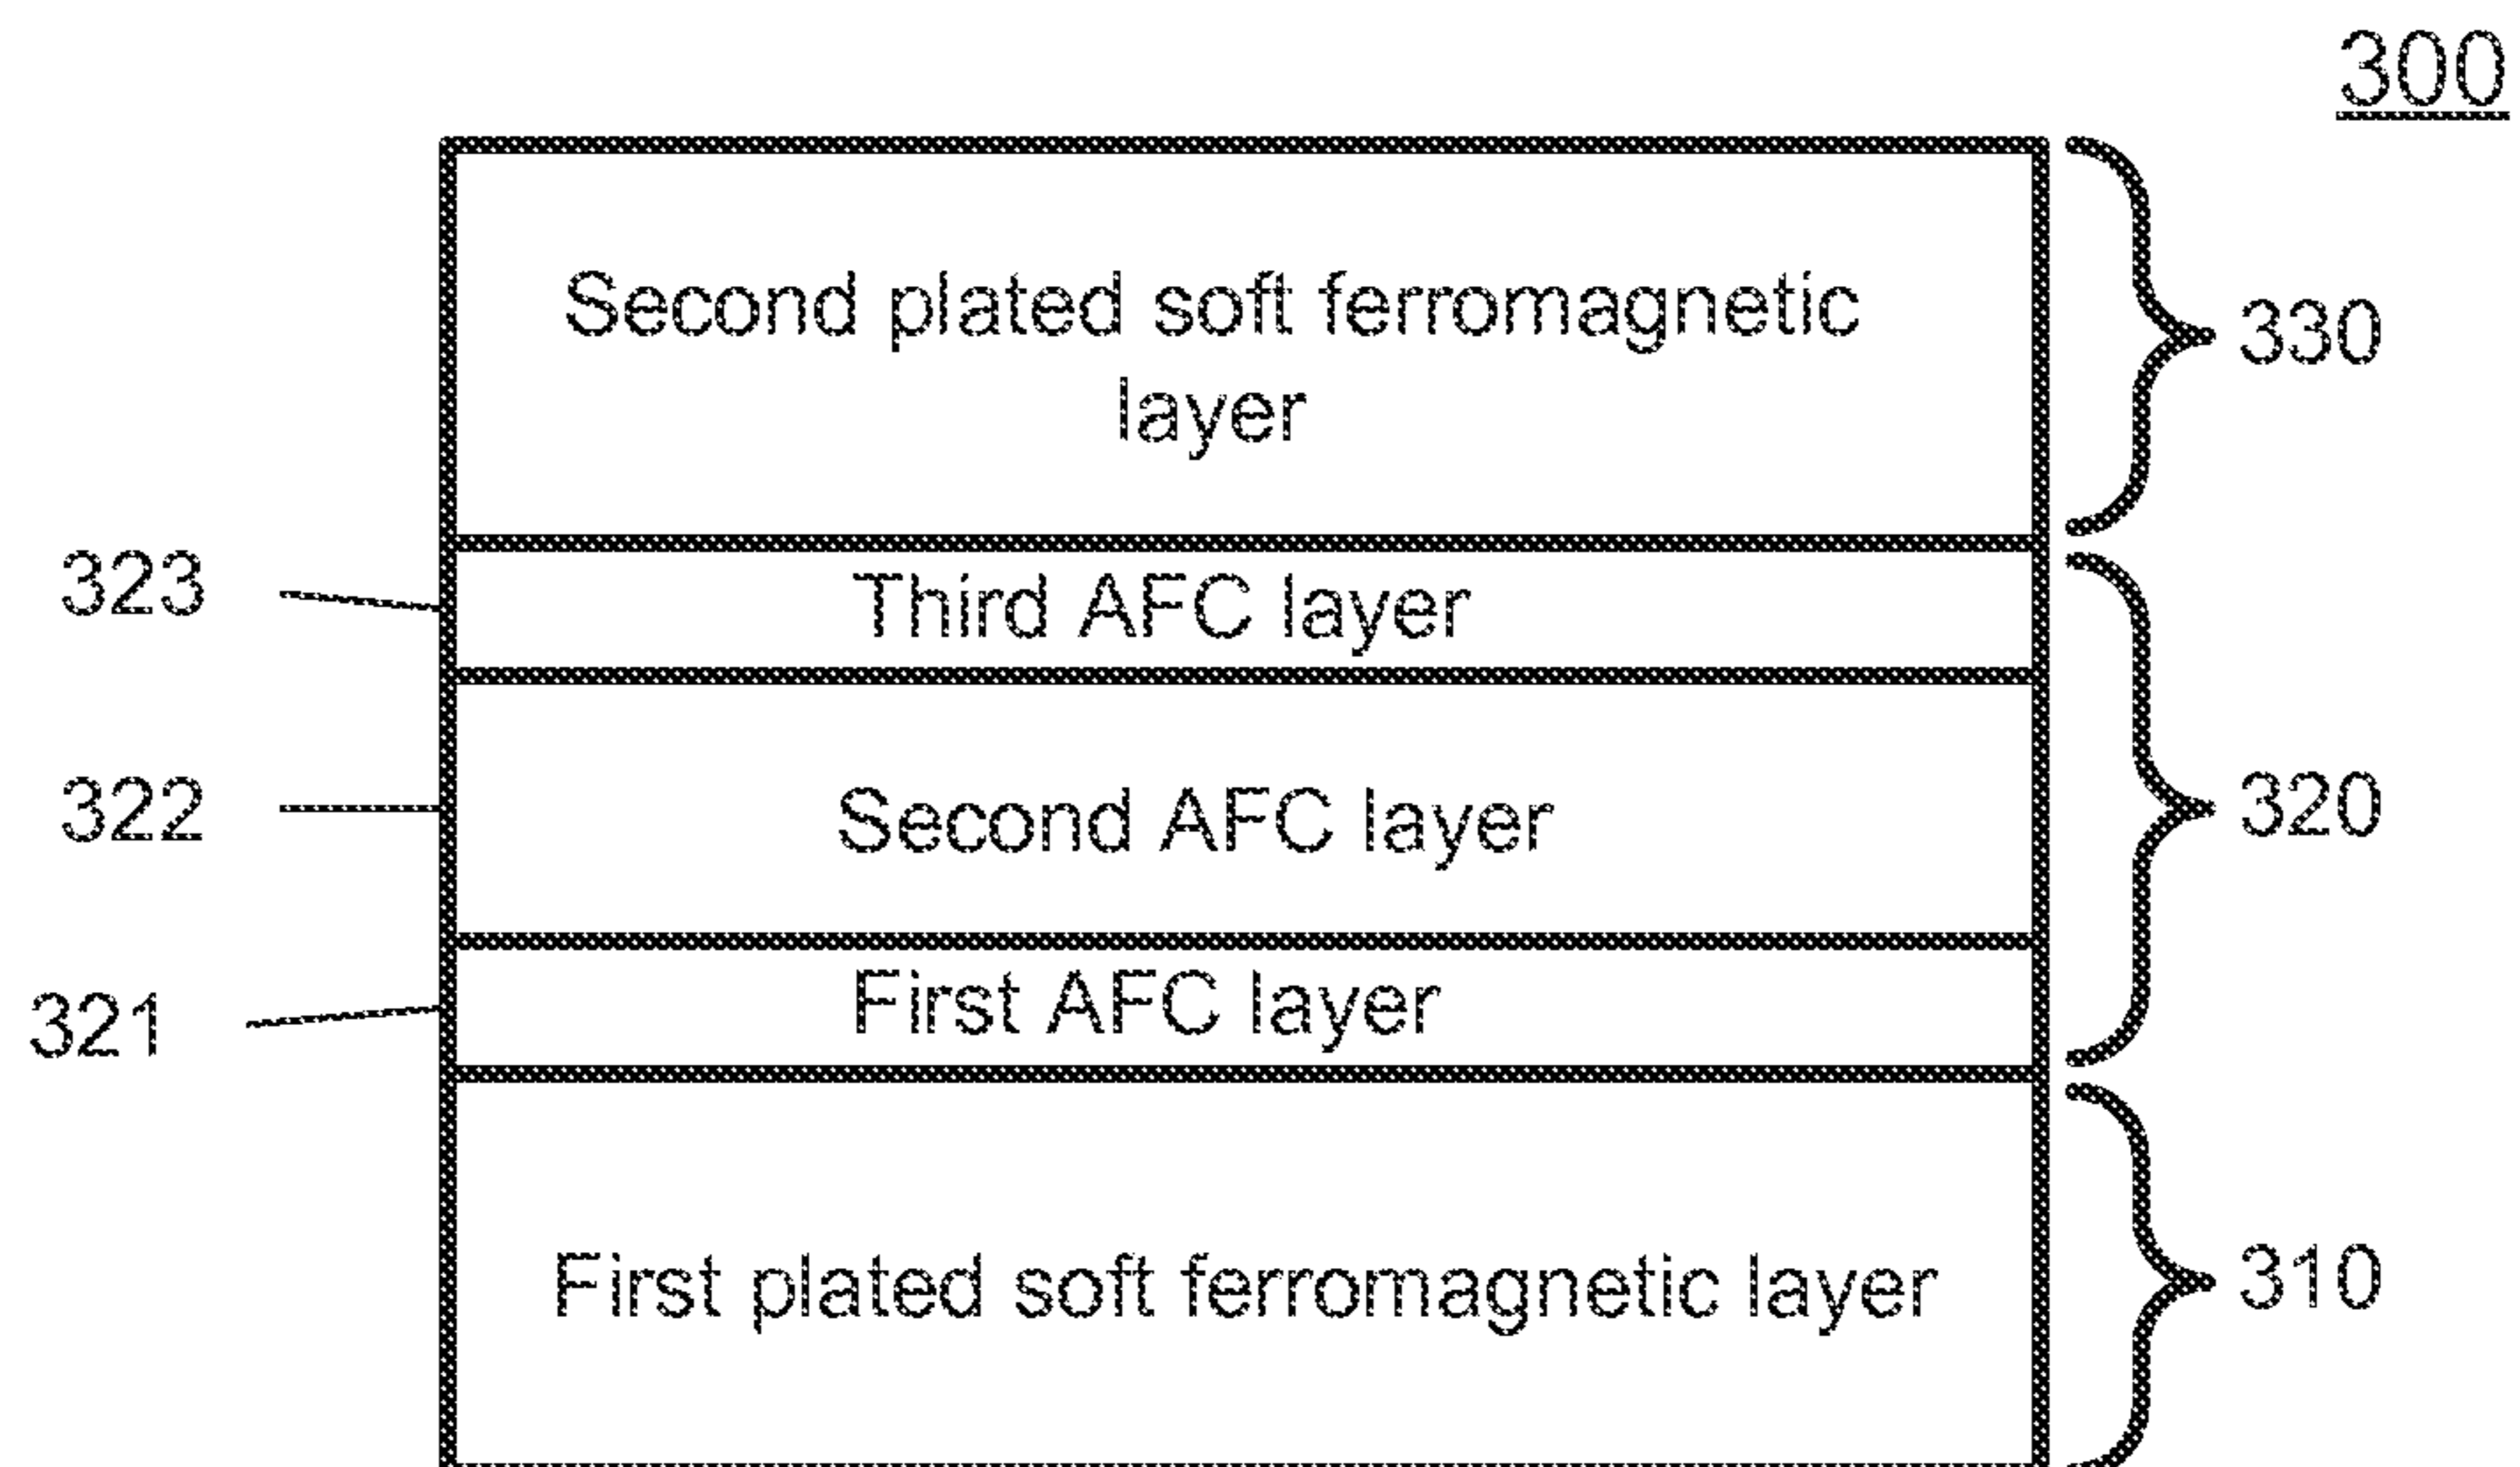 300
Second plated soft ferromagnetic
layer
330
323
Third AFC layer
322
Second AFC layer
320
321
First AFC layer
First plated soft ferromagnetic layer
310